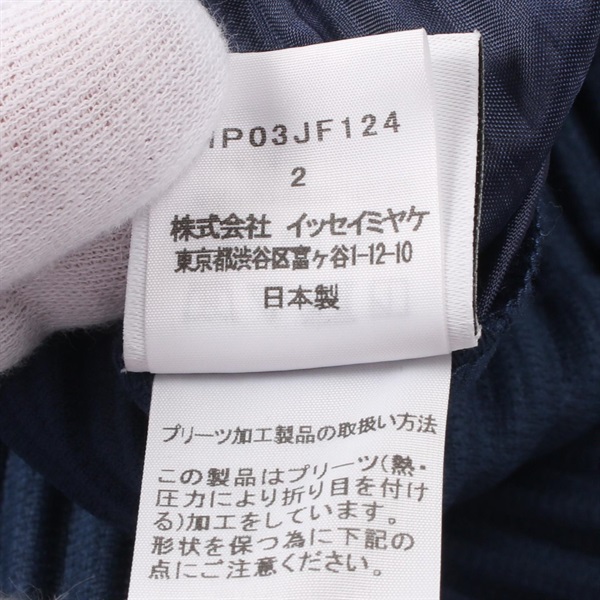 IP03JF124
2
株式会社 イッセイミヤケ
東京都渋谷区富ヶ谷1-12-10
日本製
プリーツ加工製品の取扱い方法
この製品はプリーツ(熱・
圧力により折り目を付け
る)加工をしています。
形状を保つ為に下記の
点にご注意ください。